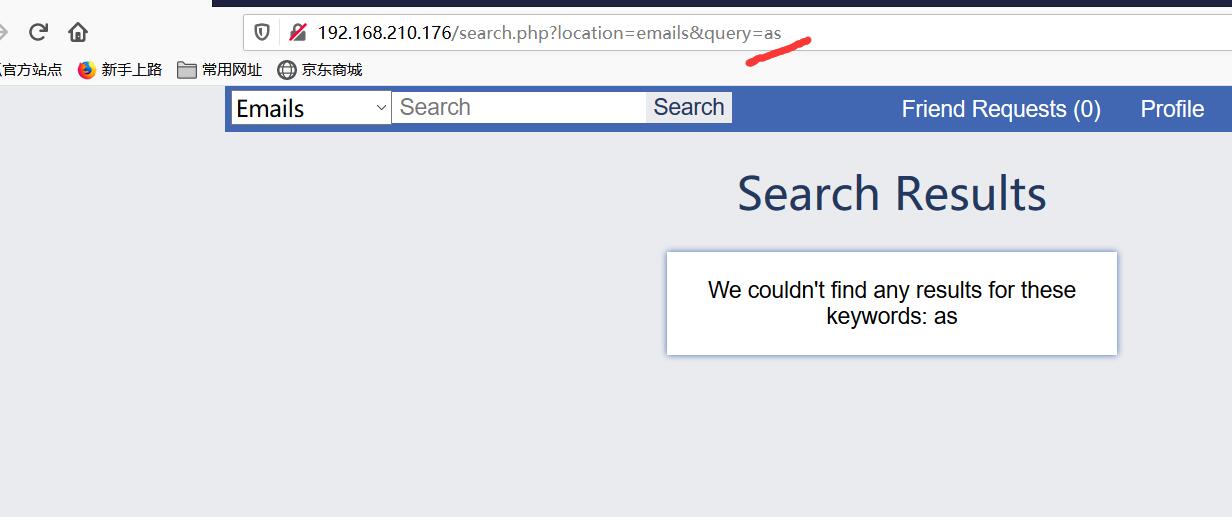 192.168.210.176/search.php?location=emails&query=as
官方站点 新手上路 常用网址 京东商城
Emails Search Search Friend Requests (0) Profile
Search Results
We couldn't find any results for these
keywords: as